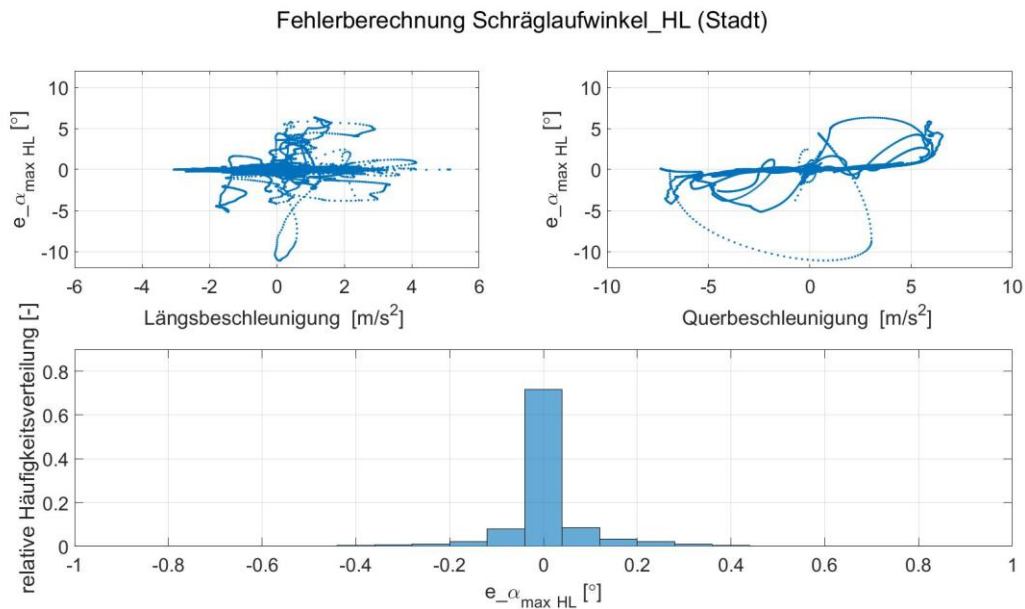 Fehlerberechnung Schräglaufwinkel_HL (Stadt)
e_α_max HL [°]
10
5
0
-5
-10
-6 -4 -2 0 2 4 6
Längsbeschleunigung [m/s²]
e_α_max HL [°]
10
5
0
-5
-10
-10 -5 0 5 10
Querbeschleunigung [m/s²]
relative Häufigkeitsverteilung [-]
0.8
0.6
0.4
0.2
0
-1 -0.8 -0.6 -0.4 -0.2 0 0.2 0.4 0.6 0.8 1
e_α_max HL [°]